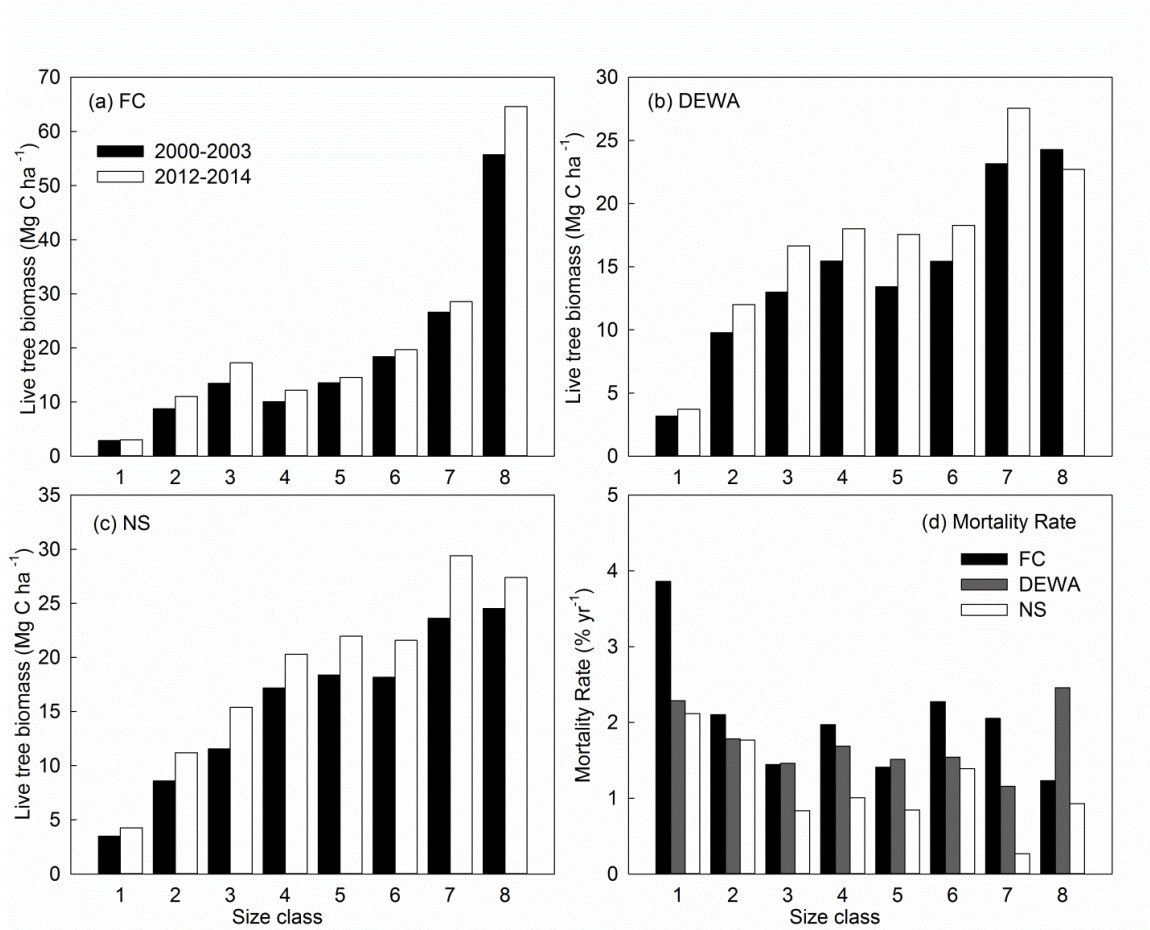 (a) FC
2000-2003
2012-2014
Live tree biomass (Mg C ha -1)
70
60
50
40
30
20
10
0
1 2 3 4 5 6 7 8
(b) DEWA
Live tree biomass (Mg C ha -1)
30
25
20
15
10
5
0
1 2 3 4 5 6 7 8
(c) NS
Live tree biomass (Mg C ha -1)
35
30
25
20
15
10
5
0
1 2 3 4 5 6 7 8
Size class
(d) Mortality Rate
FC
DEWA
NS
Mortality Rate (% yr-1)
5
4
3
2
1
0
1 2 3 4 5 6 7 8
Size class